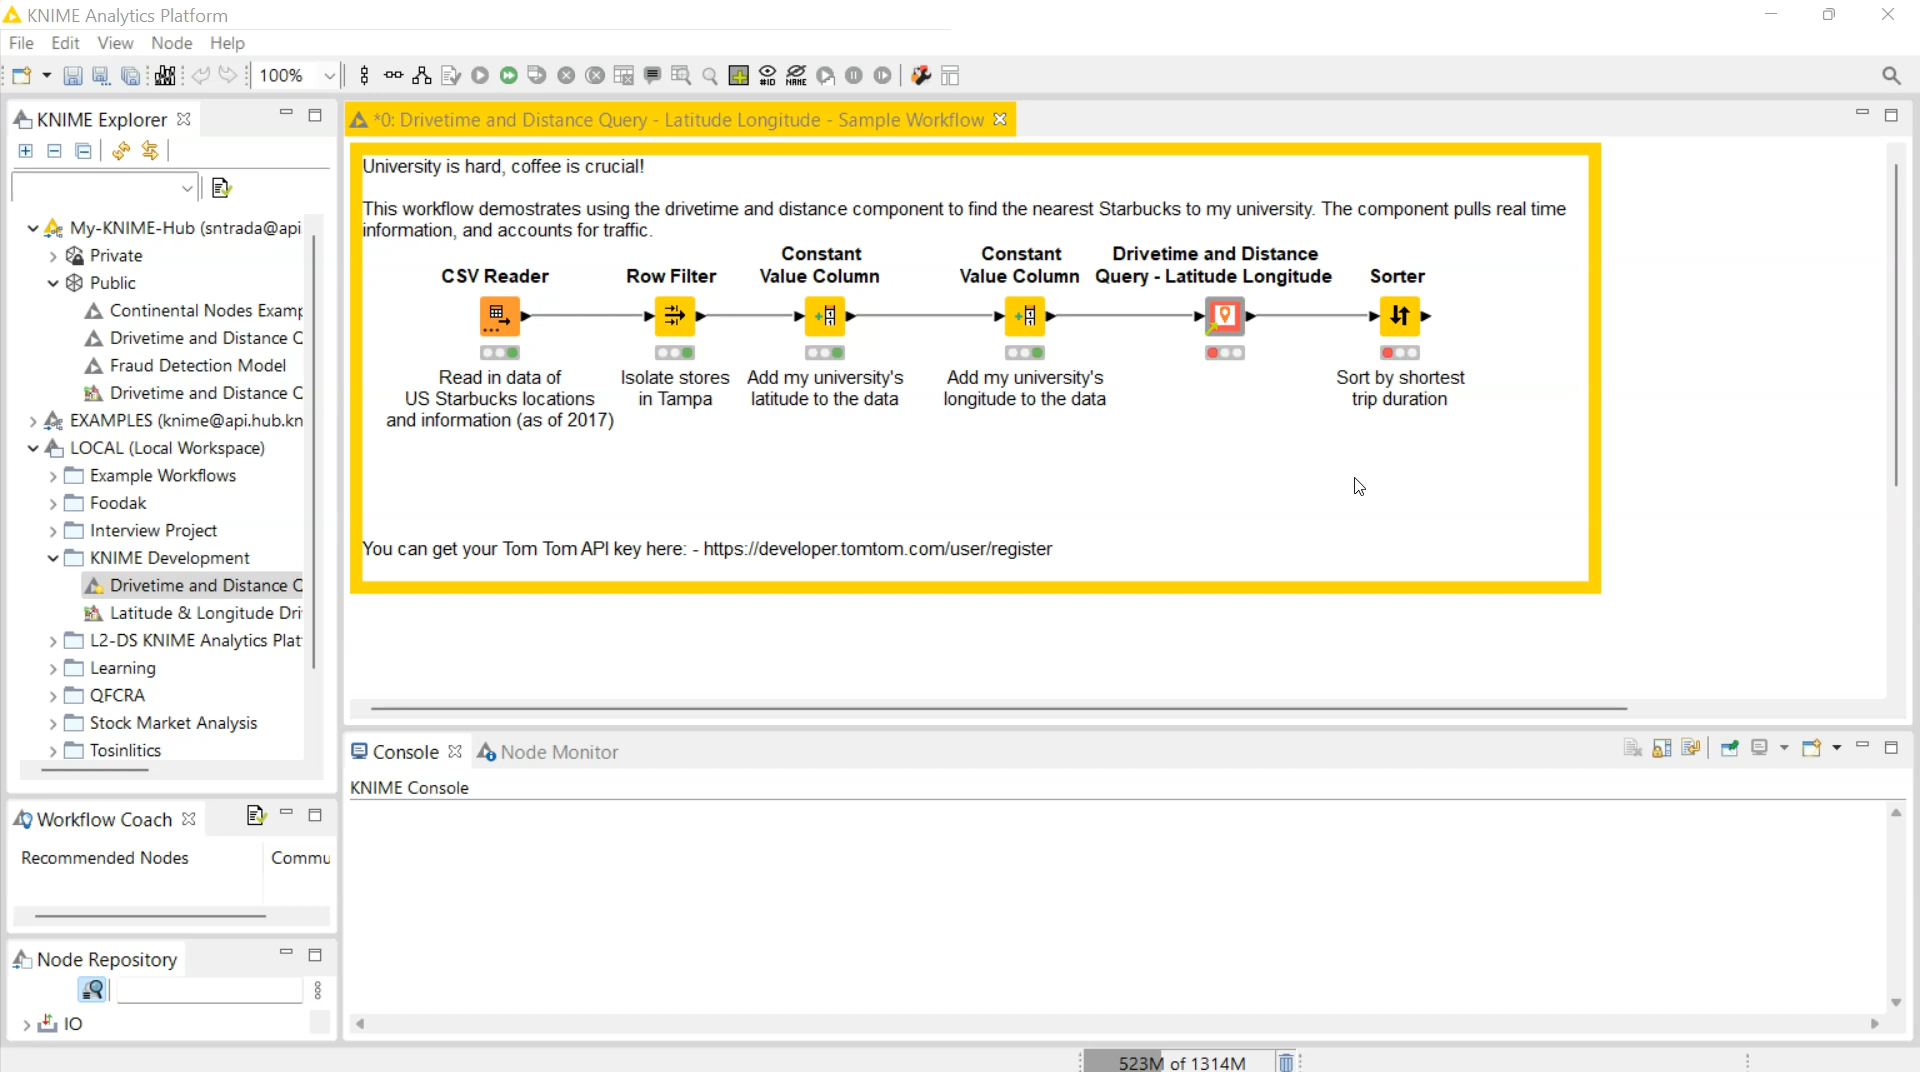 KNIME Analytics Platform
File Edit View Node Help
100%
#ID
NAME
KNIME Explorer
*0: Drivetime and Distance Query - Latitude Longitude - Sample Workflow
My-KNIME-Hub (sntrada@api
Private
Public
Continental Nodes Examp
Drivetime and Distance
Fraud Detection Model
Drivetime and Distance
EXAMPLES (knime@api.hub.kn
LOCAL (Local Workspace)
Example Workflows
Foodak
Interview Project
KNIME Development
Drivetime and Distance
Latitude & Longitude Dri
L2-DS KNIME Analytics Plat
Learning
QFCRA
Stock Market Analysis
Tosinlitics
University is hard, coffee is crucial!
This workflow demostrates using the drivetime and distance component to find the nearest Starbucks to my university. The component pulls real time
information, and accounts for traffic.
CSV Reader
Read in data of
US Starbucks locations
and information (as of 2017)
Row Filter
Isolate stores
in Tampa
Constant
Value Column
Add my university's
latitude to the data
Constant
Value Column
Add my university's
longitude to the data
Drivetime and Distance
Query - Latitude Longitude
Sorter
Sort by shortest
trip duration
You can get your Tom Tom API key here: - https://developer.tomtom.com/user/register
Workflow Coach
Recommended Nodes
Commu
Node Repository
IO
Console
Node Monitor
KNIME Console
523M of 1314M